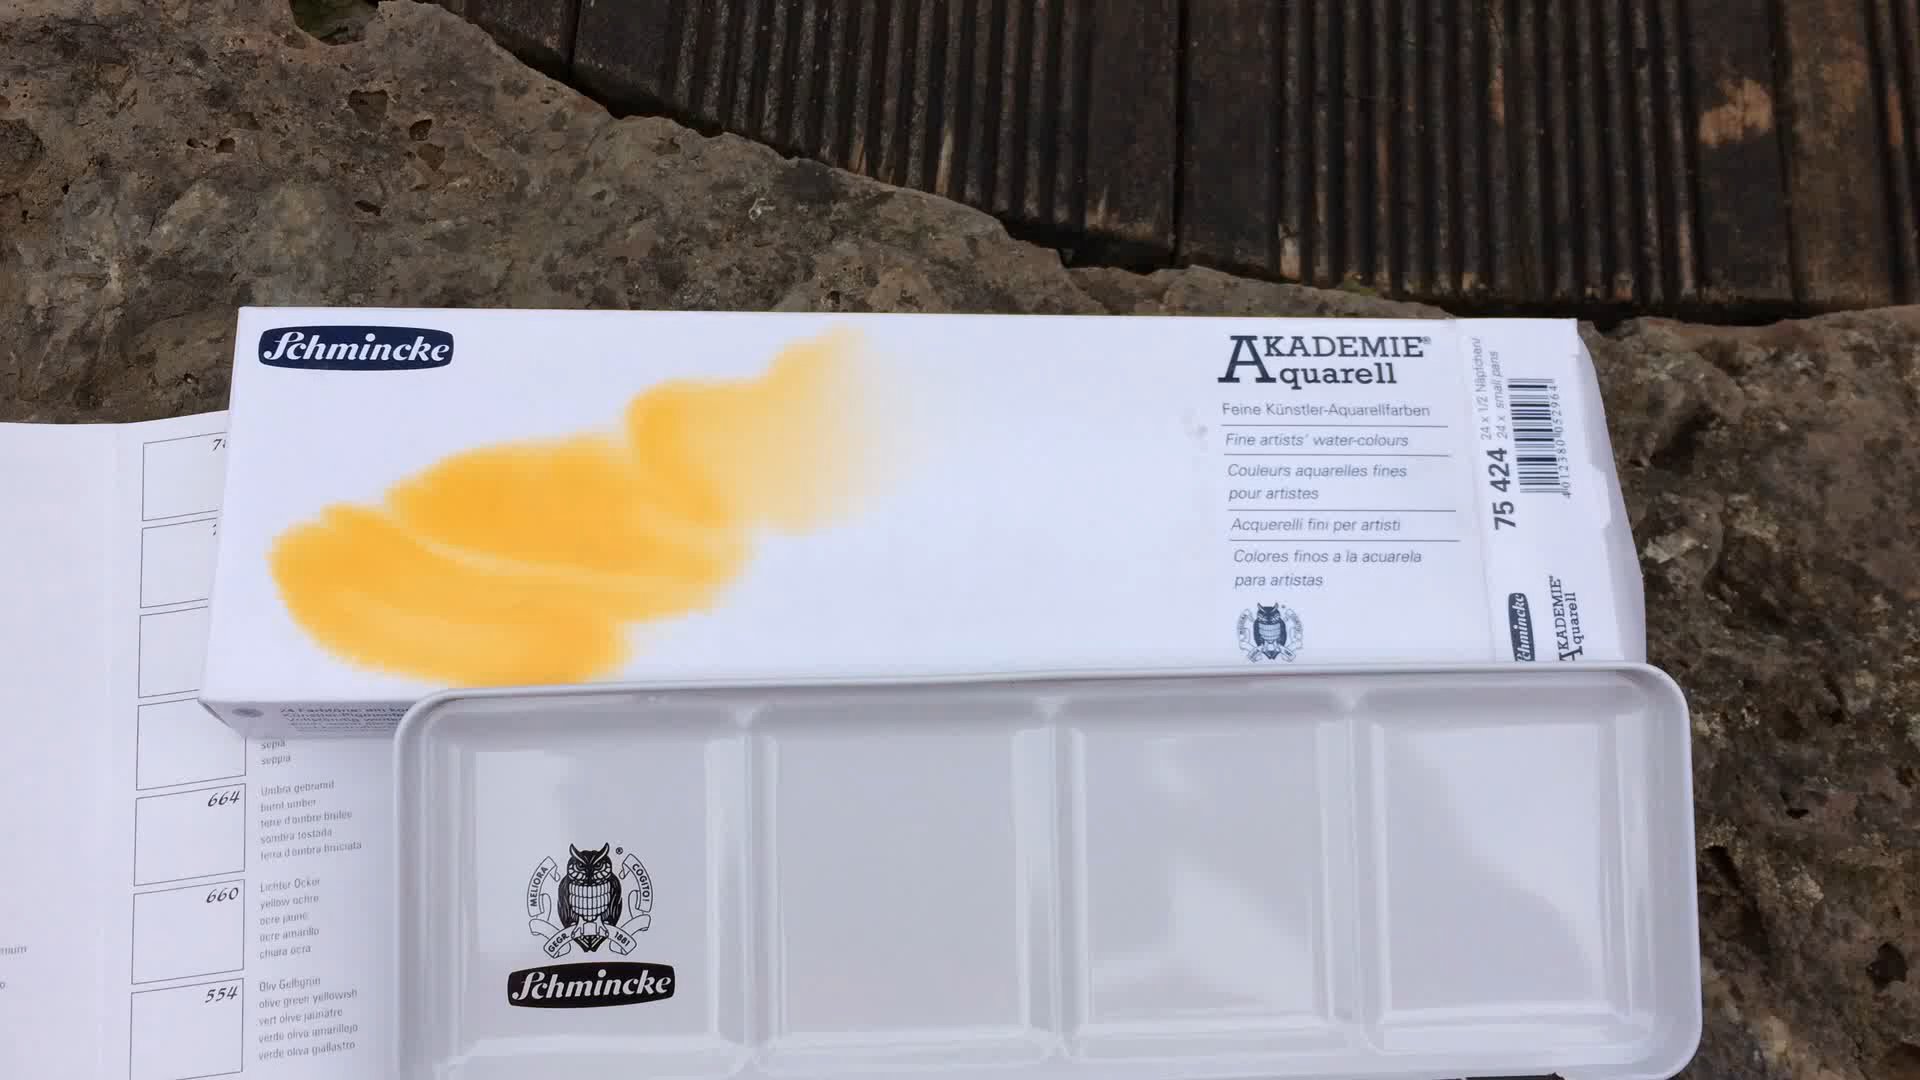 Schmincke
AKADEMIE®
Aquarell
Feine Künstler-Aquarellfarben
Fine artists' water-colours
Couleurs aquarelles fines
pour artistes
Acquerelli fini per artisti
Colores finos a la acuarela
para artistas
75 424
24 x 1/2 Näpfchen/
24 x small pans
4012380052964
Schmincke
AKADEMIE®
Aquarell
sepia
seppia
664
Umbra gebrannt
burnt umber
terre d'ombre brulee
sombra tostada
terra d'ombra bruciata
660
Lichter Ocker
yellow ochre
ocre jaune
ocre amarillo
chiara ocra
554
Oliv Gelbgrün
olive green yellowish
vert olive jaunatre
verde oliva amarillejo
verde oliva giallastro
MELIORA COGITO!
GEGR. 1881
®
Schmincke